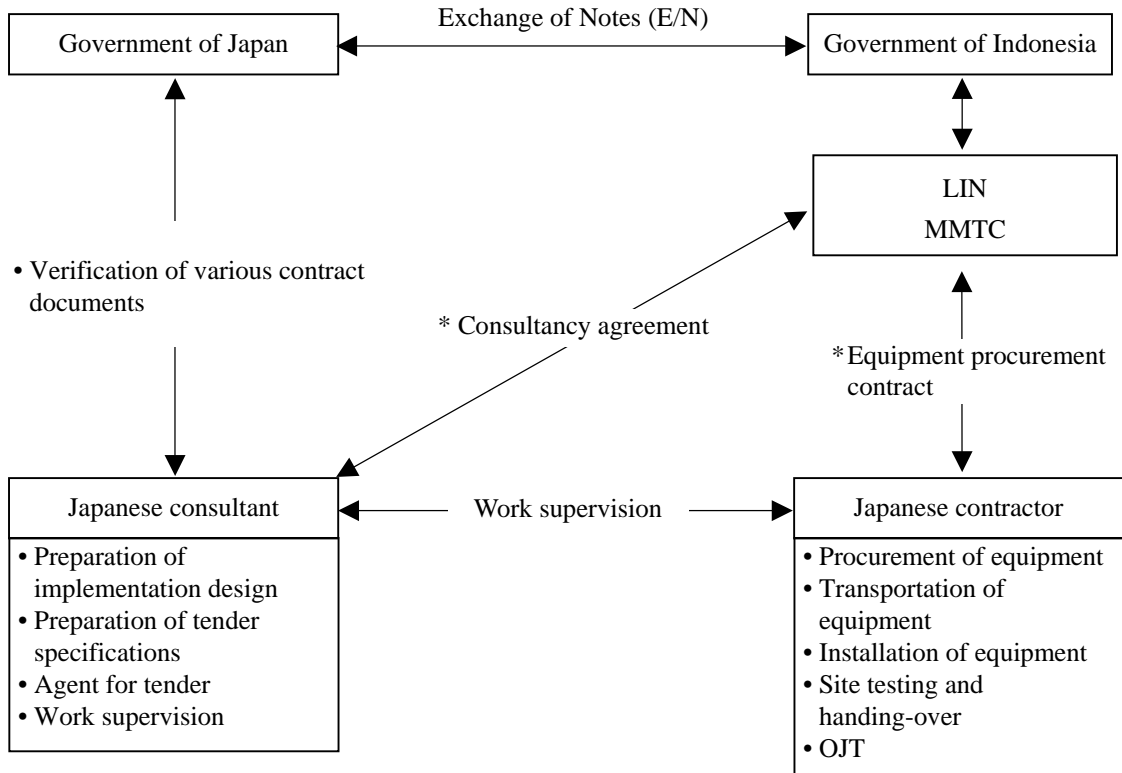 Exchange of Notes (E/N)
Government of Japan
Government of Indonesia
LIN
MMTC
• Verification of various contract
documents
* Consultancy agreement
* Equipment procurement
contract
Japanese consultant
Work supervision
Japanese contractor
• Preparation of
implementation design
• Preparation of tender
specifications
• Agent for tender
• Work supervision
• Procurement of equipment
• Transportation of
equipment
• Installation of equipment
• Site testing and
handing-over
• OJT